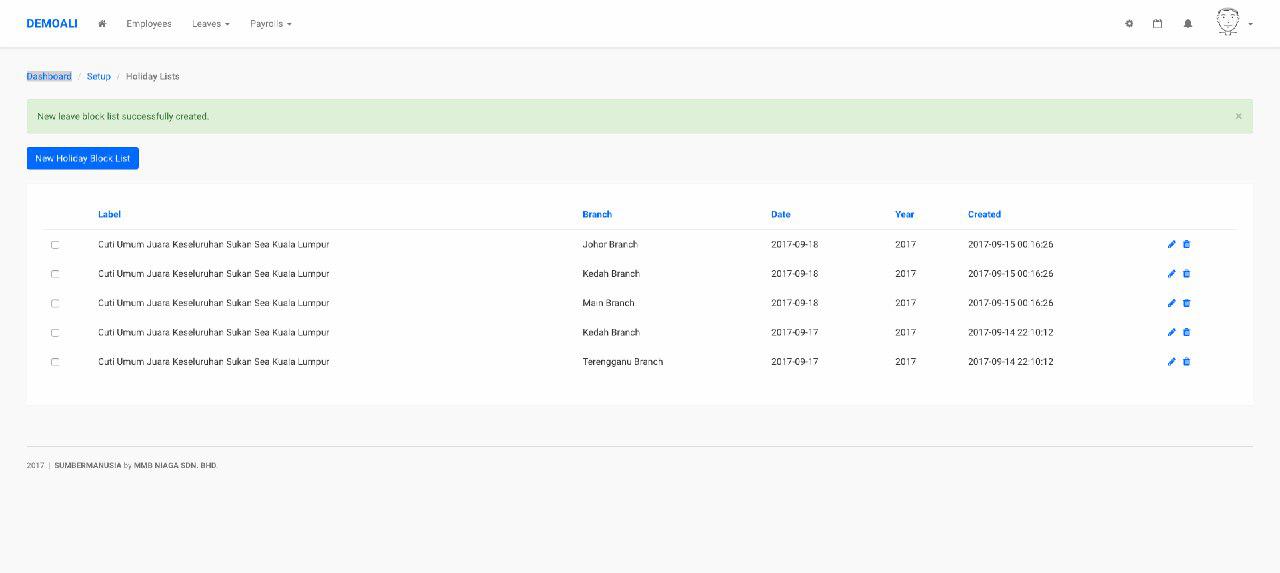 DEMOALI Employees Leaves Payrolls
Dashboard / Setup / Holiday Lists
New leave block list successfully created. ×
New Holiday Block List
Label Branch Date Year Created
Cuti Umum Juara Keseluruhan Sukan Sea Kuala Lumpur Johor Branch 2017-09-18 2017 2017-09-15 00:16:26
Cuti Umum Juara Keseluruhan Sukan Sea Kuala Lumpur Kedah Branch 2017-09-18 2017 2017-09-15 00:16:26
Cuti Umum Juara Keseluruhan Sukan Sea Kuala Lumpur Main Branch 2017-09-18 2017 2017-09-15 00:16:26
Cuti Umum Juara Keseluruhan Sukan Sea Kuala Lumpur Kedah Branch 2017-09-17 2017 2017-09-14 22:10:12
Cuti Umum Juara Keseluruhan Sukan Sea Kuala Lumpur Terengganu Branch 2017-09-17 2017 2017-09-14 22:10:12
2017 | SUMBERMANUSIA by MMB NIAGA SDN. BHD.